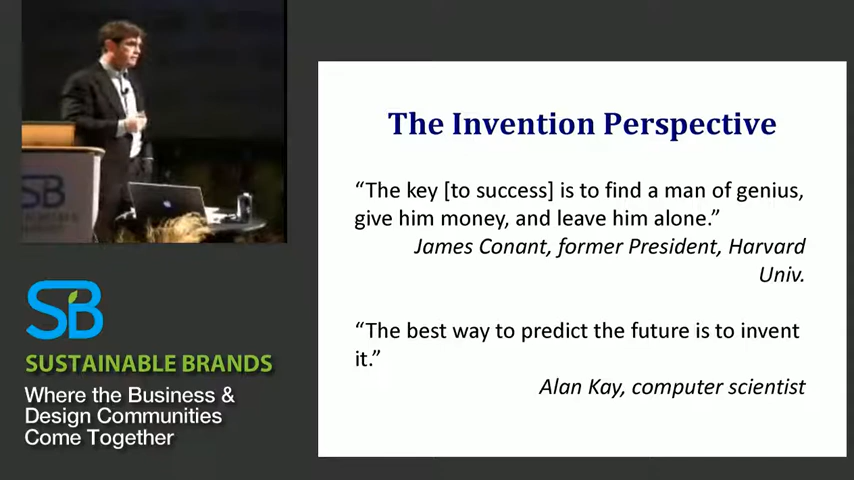 The Invention Perspective
“The key [to success] is to find a man of genius,
give him money, and leave him alone.”
James Conant, former President, Harvard
Univ.
“The best way to predict the future is to invent
it.”
Alan Kay, computer scientist
SB
SB
SUSTAINABLE BRANDS
Where the Business &
Design Communities
Come Together